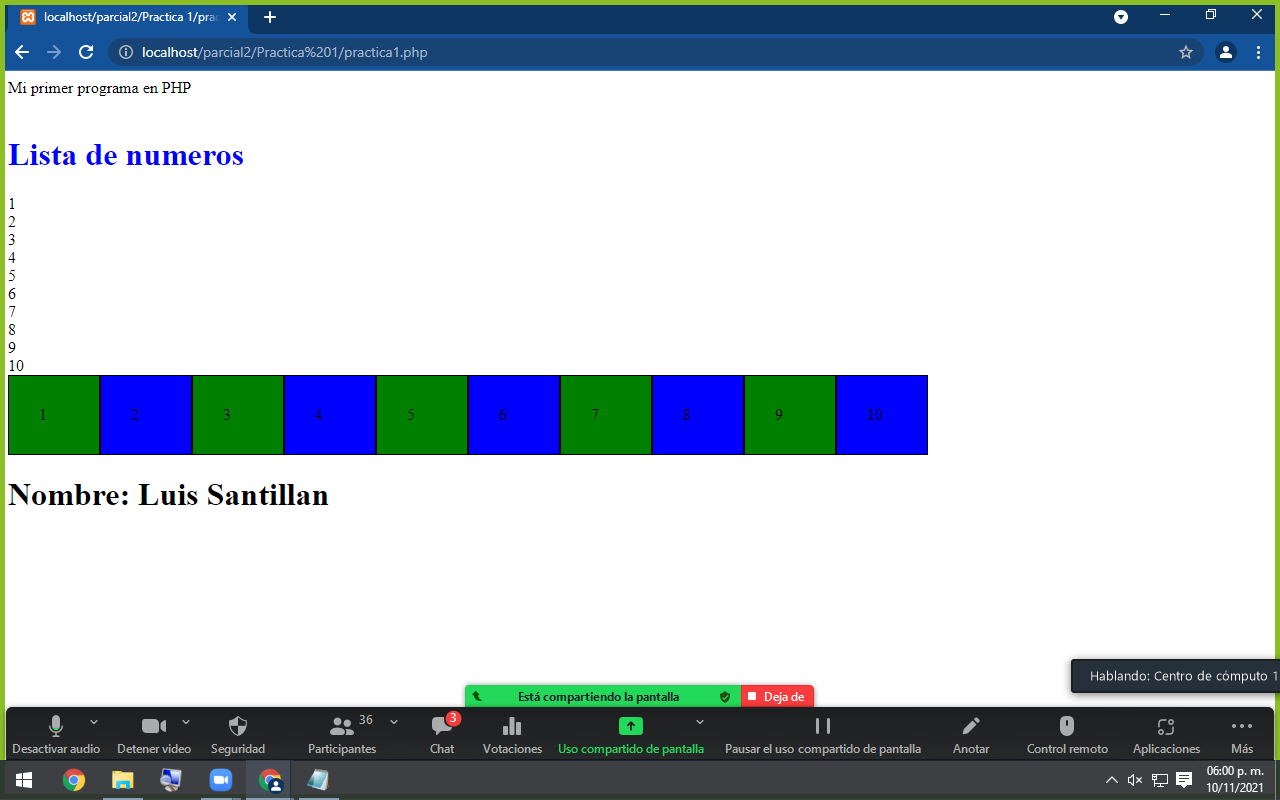 localhost/parcial2/Practica 1/prac
localhost/parcial2/Practica%201/practica1.php
Mi primer programa en PHP
Lista de numeros
1
2
3
4
5
6
7
8
9
10
1 2 3 4 5 6 7 8 9 10
Nombre: Luis Santillan
Hablando: Centro de cómputo 1
Está compartiendo la pantalla Deja de
36 3
Desactivar audio Detener video Seguridad Participantes Chat Votaciones Uso compartido de pantalla Pausar el uso compartido de pantalla Anotar Control remoto Aplicaciones Más
06:00 p. m.
10/11/2021